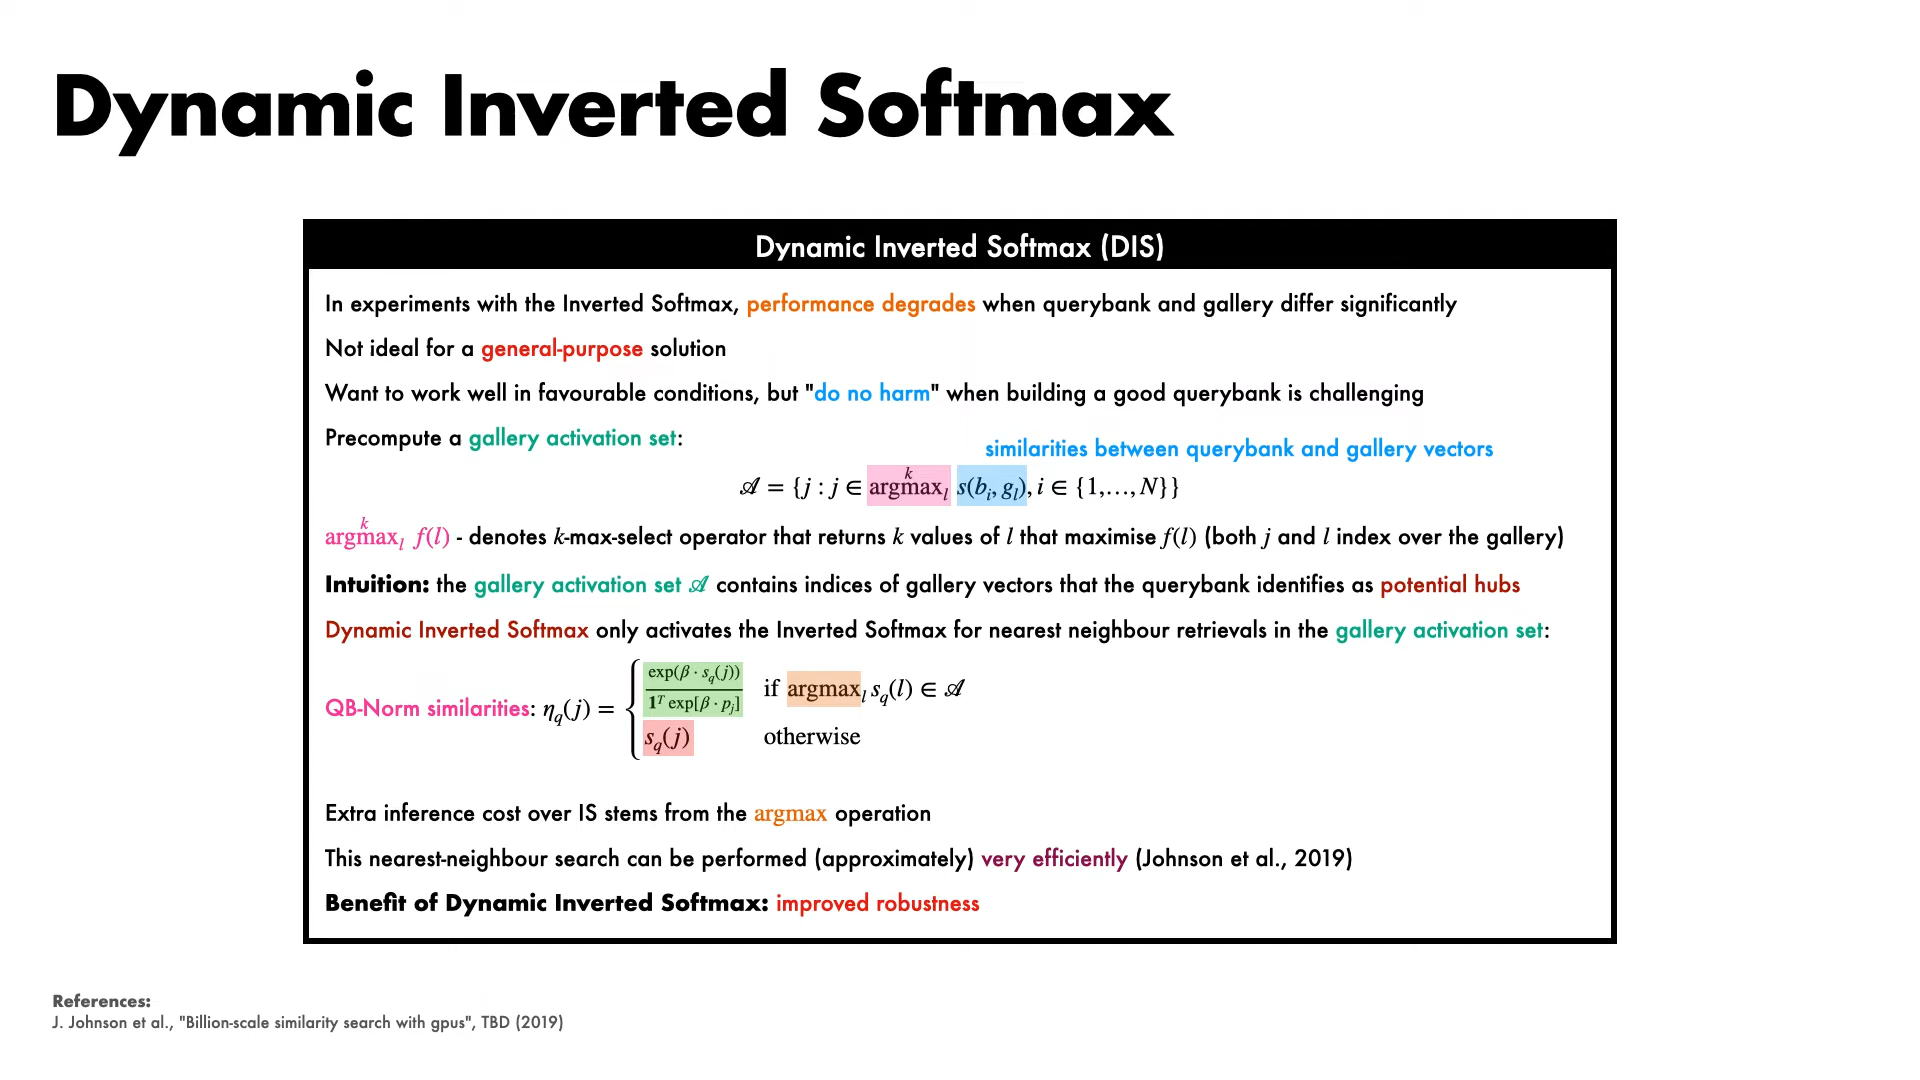 Dynamic Inverted Softmax
Dynamic Inverted Softmax (DIS)
In experiments with the Inverted Softmax, performance degrades when querybank and gallery differ significantly
Not ideal for a general-purpose solution
Want to work well in favourable conditions, but "do no harm" when building a good querybank is challenging
Precompute a gallery activation set:
similarities between querybank and gallery vectors
𝒜 = {j : j ∈ argmax^k_l s(b_i, g_l), i ∈ {1,…,N}}
argmax^k_l f(l) - denotes k-max-select operator that returns k values of l that maximise f(l) (both j and l index over the gallery)
Intuition: the gallery activation set 𝒜 contains indices of gallery vectors that the querybank identifies as potential hubs
Dynamic Inverted Softmax only activates the Inverted Softmax for nearest neighbour retrievals in the gallery activation set:
QB-Norm similarities: η_q(j) = { exp(β · s_q(j)) / 1^T exp[β · p_j] if argmax_l s_q(l) ∈ 𝒜
s_q(j) otherwise
Extra inference cost over IS stems from the argmax operation
This nearest-neighbour search can be performed (approximately) very efficiently (Johnson et al., 2019)
Benefit of Dynamic Inverted Softmax: improved robustness
References:
J. Johnson et al., "Billion-scale similarity search with gpus", TBD (2019)